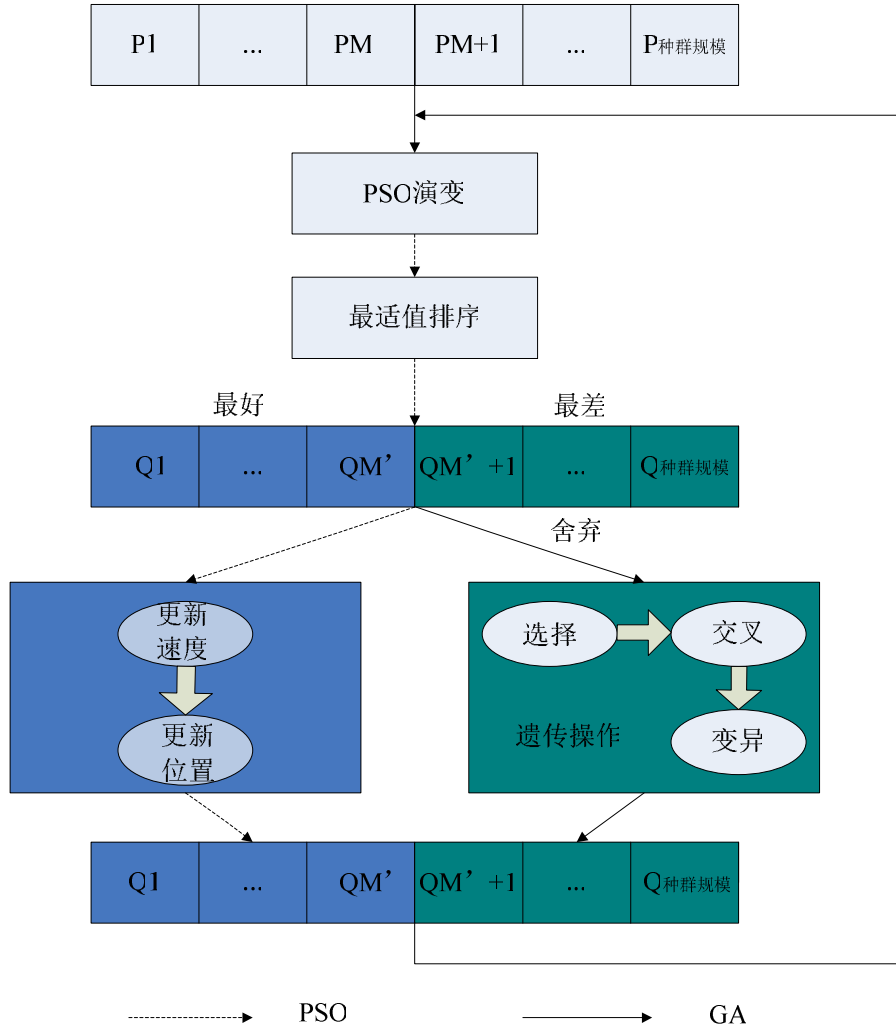 P1 ... PM PM+1 ... P种群规模
PSO演变
最适值排序
最好 最差
Q1 ... QM’ QM’+1 ... Q种群规模
舍弃
更新
速度
选择 交叉
更新
位置
遗传操作 变异
Q1 ... QM’ QM’+1 ... Q种群规模
PSO GA